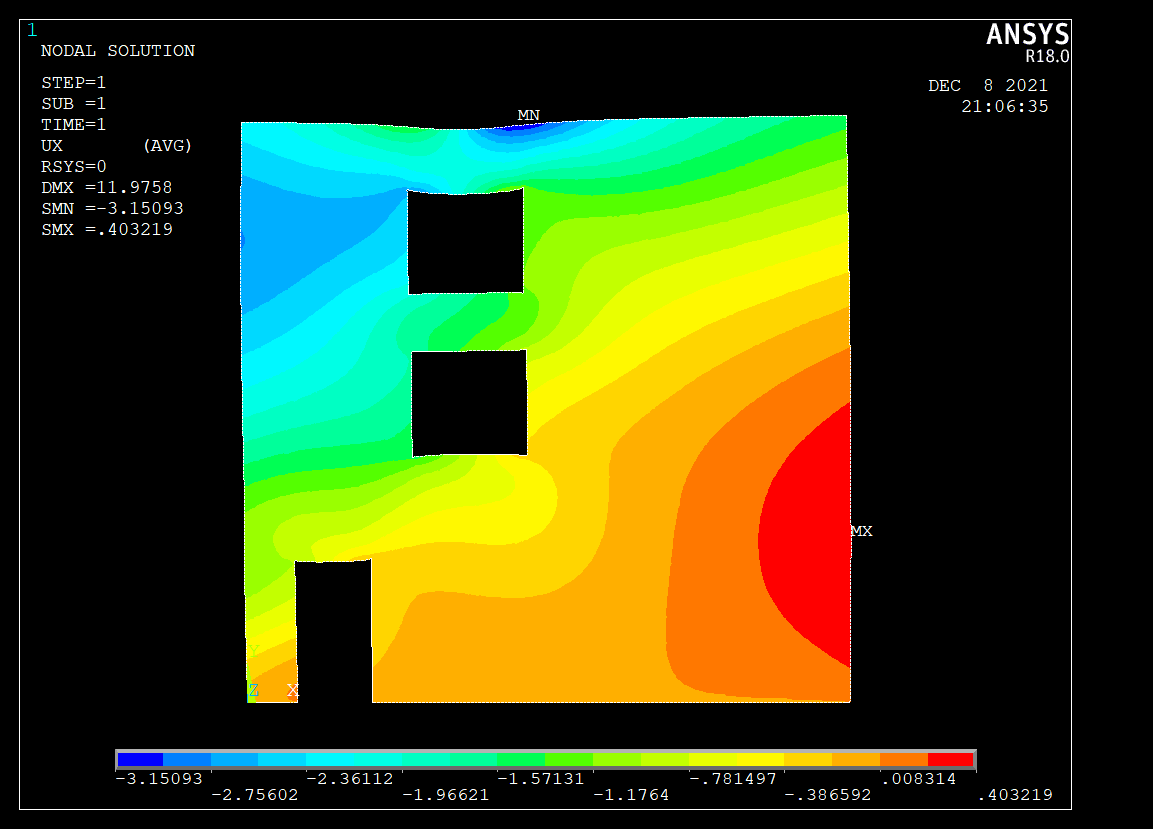 1
ANSYS
R18.0
NODAL SOLUTION
STEP=1
SUB =1
TIME=1
UX (AVG)
RSYS=0
DMX =11.9758
SMN =-3.15093
SMX =.403219
DEC 8 2021
21:06:35
MN
MX
Y
Z X
-3.15093 -2.36112 -1.57131 -.781497 .008314
-2.75602 -1.96621 -1.1764 -.386592 .403219